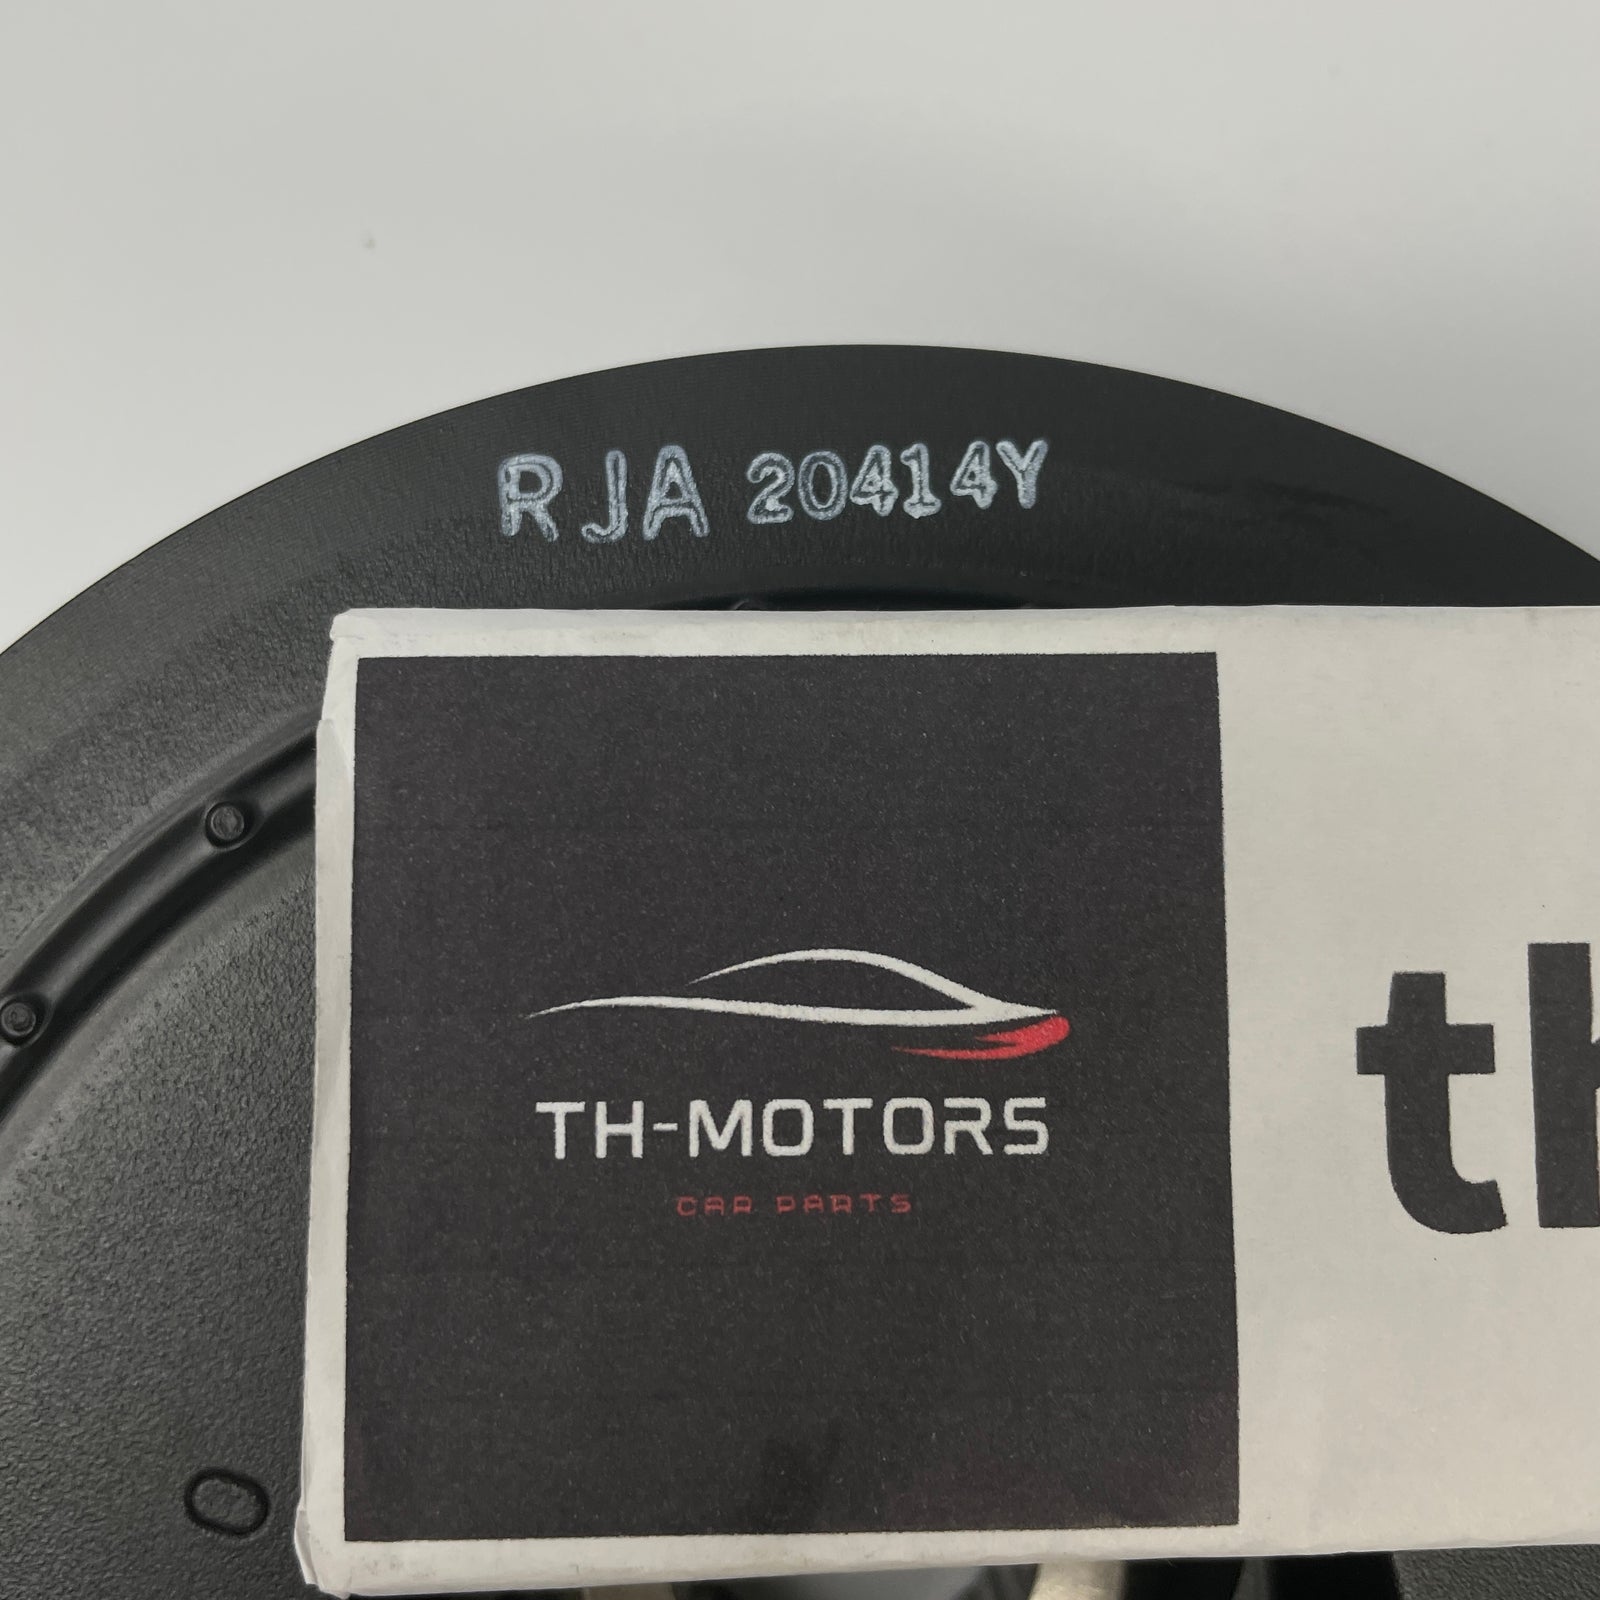 RJA 20414Y
TH-MOTORS
CAR PARTS
th
O